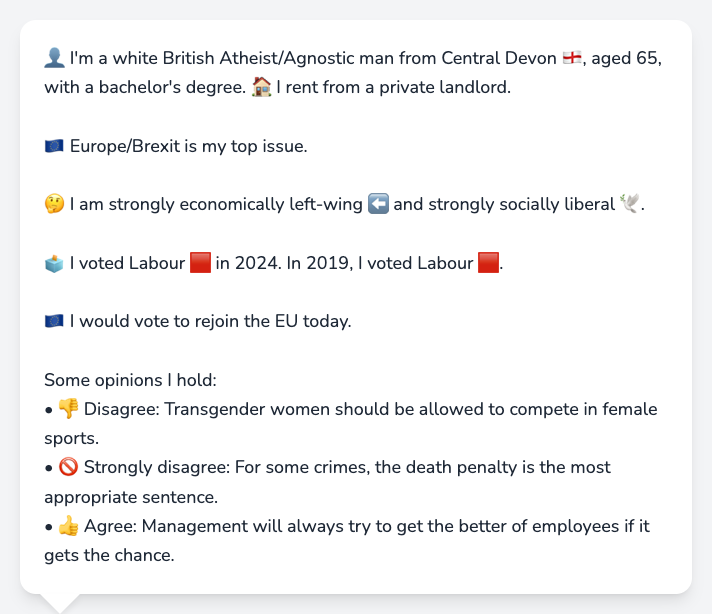 👤 I'm a white British Atheist/Agnostic man from Central Devon 🏴󠁧󠁢󠁥󠁮󠁧󠁿, aged 65,
with a bachelor's degree. 🏠 I rent from a private landlord.
🇪🇺 Europe/Brexit is my top issue.
🤔 I am strongly economically left-wing ⬅️ and strongly socially liberal 🕊️.
🗳️ I voted Labour 🟥 in 2024. In 2019, I voted Labour 🟥.
🇪🇺 I would vote to rejoin the EU today.
Some opinions I hold:
• 👎 Disagree: Transgender women should be allowed to compete in female
sports.
• 🚫 Strongly disagree: For some crimes, the death penalty is the most
appropriate sentence.
• 👍 Agree: Management will always try to get the better of employees if it
gets the chance.